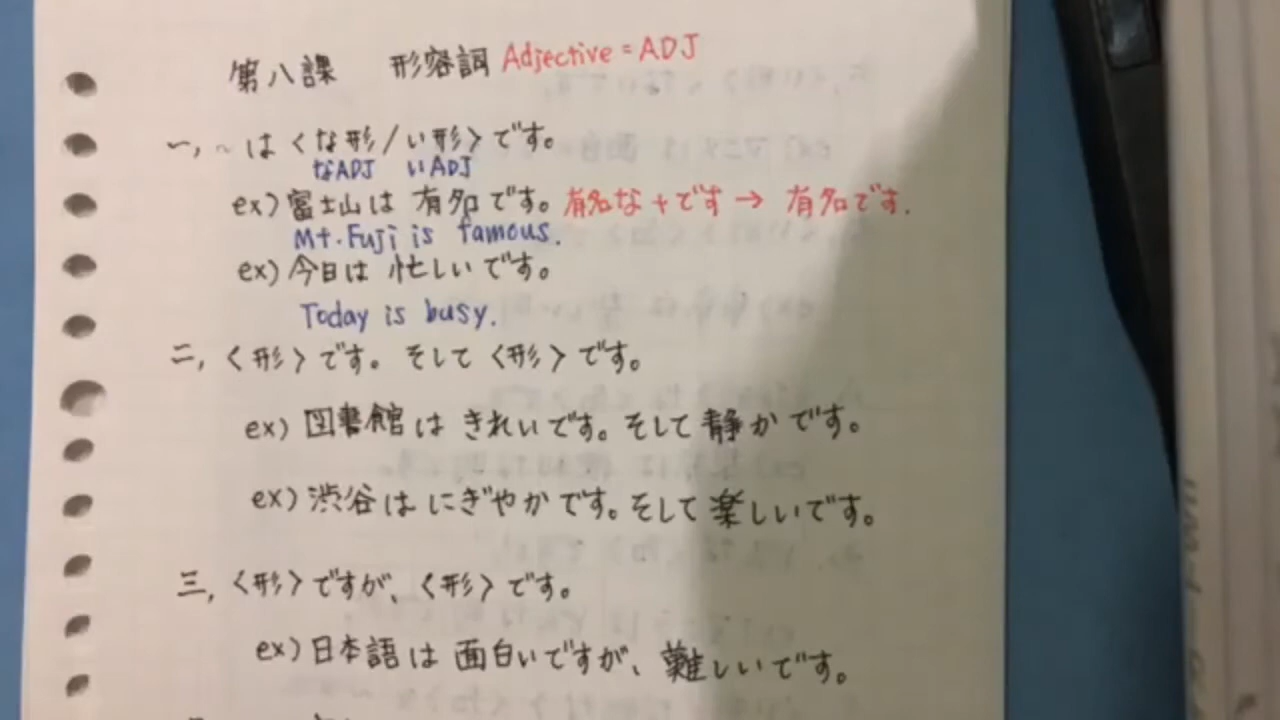 第八課 形容詞 Adjective = ADJ
一, ~ は〈な形/い形〉です。
なADJ いADJ
ex) 富士山は 有名です。 有名な+です → 有名です.
Mt.Fuji is famous.
ex) 今日は 忙しいです。
Today is busy.
二, 〈形〉です。そして〈形〉です。
ex) 図書館は きれいです。そして静かです。
ex) 渋谷は にぎやかです。そして楽しいです。
三, 〈形〉ですが、〈形〉です。
ex) 日本語は 面白いですが、難しいです。